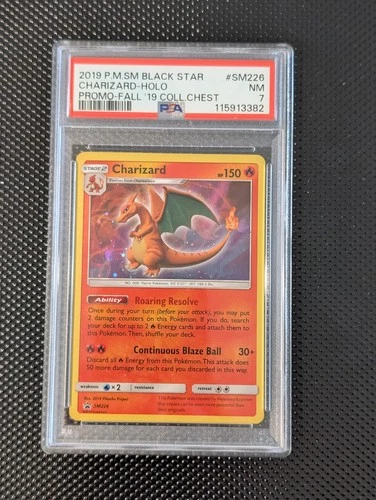 2019 P.M.SM BLACK STAR #SM226
CHARIZARD-HOLO NM
PROMO-FALL '19 COLL.CHEST 7
PSA 115913382
STAGE 2 Charizard HP150
Evolves from Charmeleon
Ability Roaring Resolve
Once during your turn (before your attack), you may put
2 damage counters on this Pokémon. If you do, search
your deck for up to 2 Energy cards and attach them to
this Pokémon. Then, shuffle your deck.
Continuous Blaze Ball 30+
Discard all Energy from this Pokémon. This attack does
50 more damage for each card you discarded in this way.
weakness ×2 resistance retreat
SM226